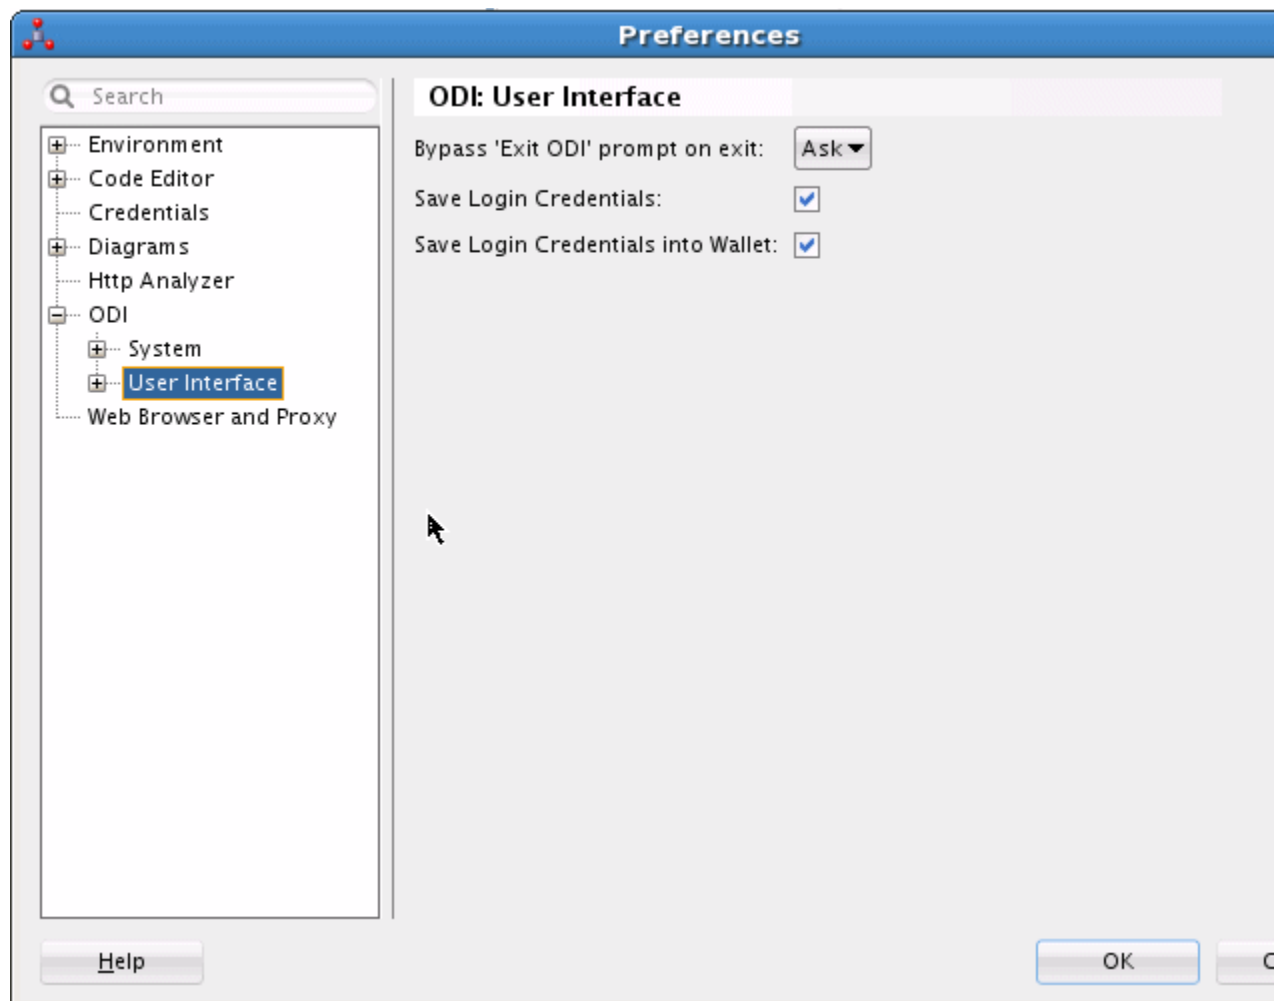 Preferences
Search
Environment
Code Editor
Credentials
Diagrams
Http Analyzer
ODI
System
User Interface
Web Browser and Proxy
ODI: User Interface
Bypass 'Exit ODI' prompt on exit: Ask
Save Login Credentials:
Save Login Credentials into Wallet:
Help
OK